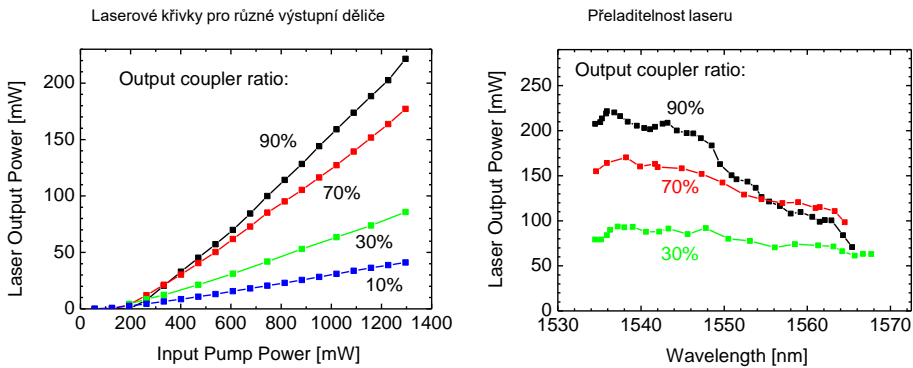 Laserové křivky pro různé výstupní děliče
Laser Output Power [mW]
200
150
100
50
0
Output coupler ratio:
90%
70%
30%
10%
0 200 400 600 800 1000 1200 1400
Input Pump Power [mW]
Přeladitelnost laseru
Laser Output Power [mW]
250
200
150
100
50
0
Output coupler ratio:
90%
70%
30%
1530 1540 1550 1560 1570
Wavelength [nm]